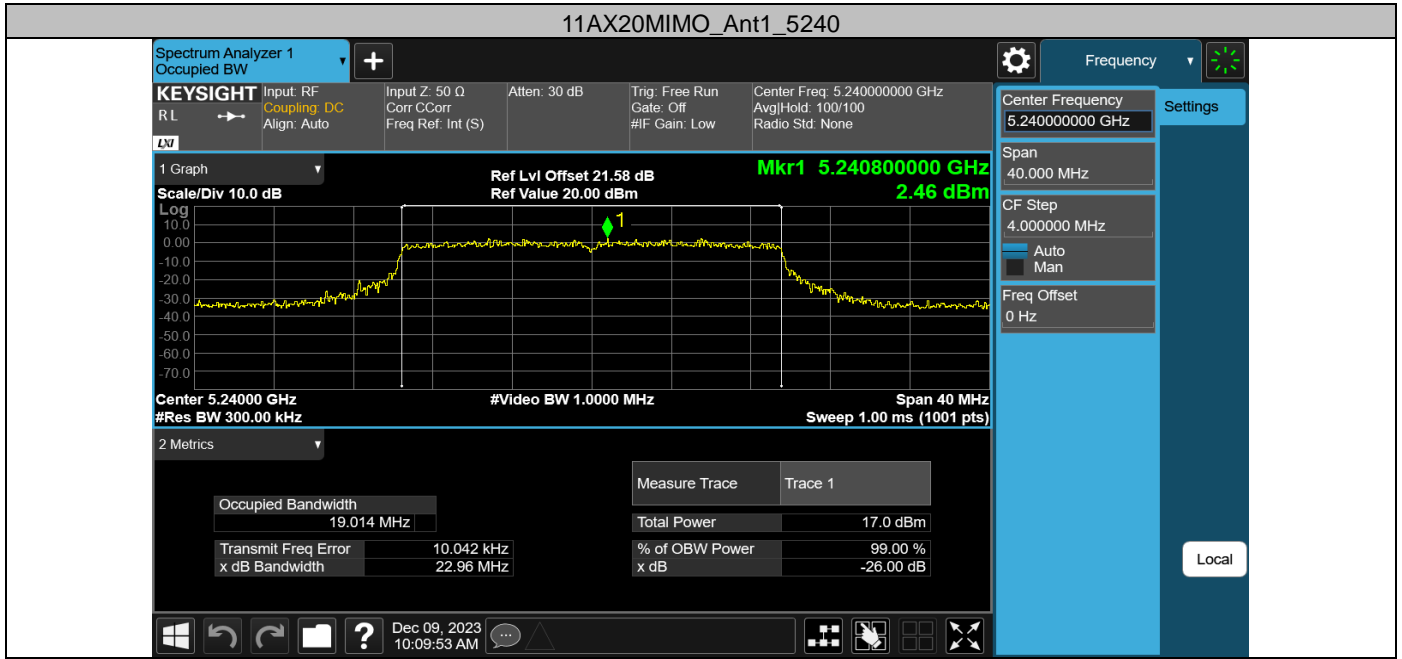 11AX20MIMO_Ant1_5240
Spectrum Analyzer 1
Occupied BW
+
Frequency
KEYSIGHT
RL
LXI
Input: RF
Coupling: DC
Align: Auto
Input Z: 50 Ω
Corr CCorr
Freq Ref: Int (S)
Atten: 30 dB
Trig: Free Run
Gate: Off
#IF Gain: Low
Center Freq: 5.240000000 GHz
Avg|Hold: 100/100
Radio Std: None
1 Graph
Scale/Div 10.0 dB
Ref Lvl Offset 21.58 dB
Ref Value 20.00 dBm
Mkr1 5.240800000 GHz
2.46 dBm
Log
10.0
0.00
-10.0
-20.0
-30.0
-40.0
-50.0
-60.0
-70.0
1
Center 5.24000 GHz
#Res BW 300.00 kHz
#Video BW 1.0000 MHz
Span 40 MHz
Sweep 1.00 ms (1001 pts)
2 Metrics
Measure Trace Trace 1
Occupied Bandwidth
19.014 MHz
Total Power 17.0 dBm
Transmit Freq Error 10.042 kHz
% of OBW Power 99.00 %
x dB Bandwidth 22.96 MHz
x dB -26.00 dB
Center Frequency
5.240000000 GHz
Settings
Span
40.000 MHz
CF Step
4.000000 MHz
Auto
Man
Freq Offset
0 Hz
Local
?
Dec 09, 2023
10:09:53 AM